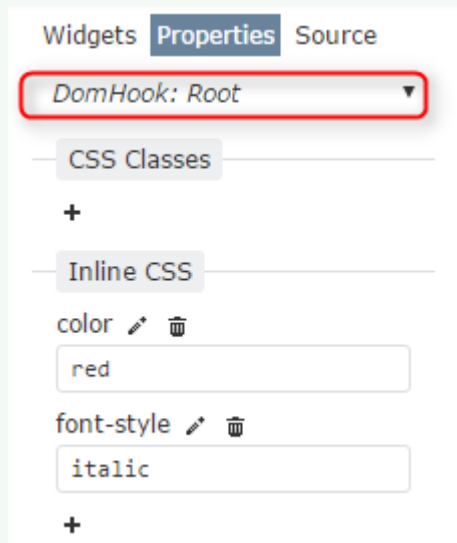 Widgets Properties Source
DomHook: Root
CSS Classes
+
Inline CSS
color
red
font-style
italic
+